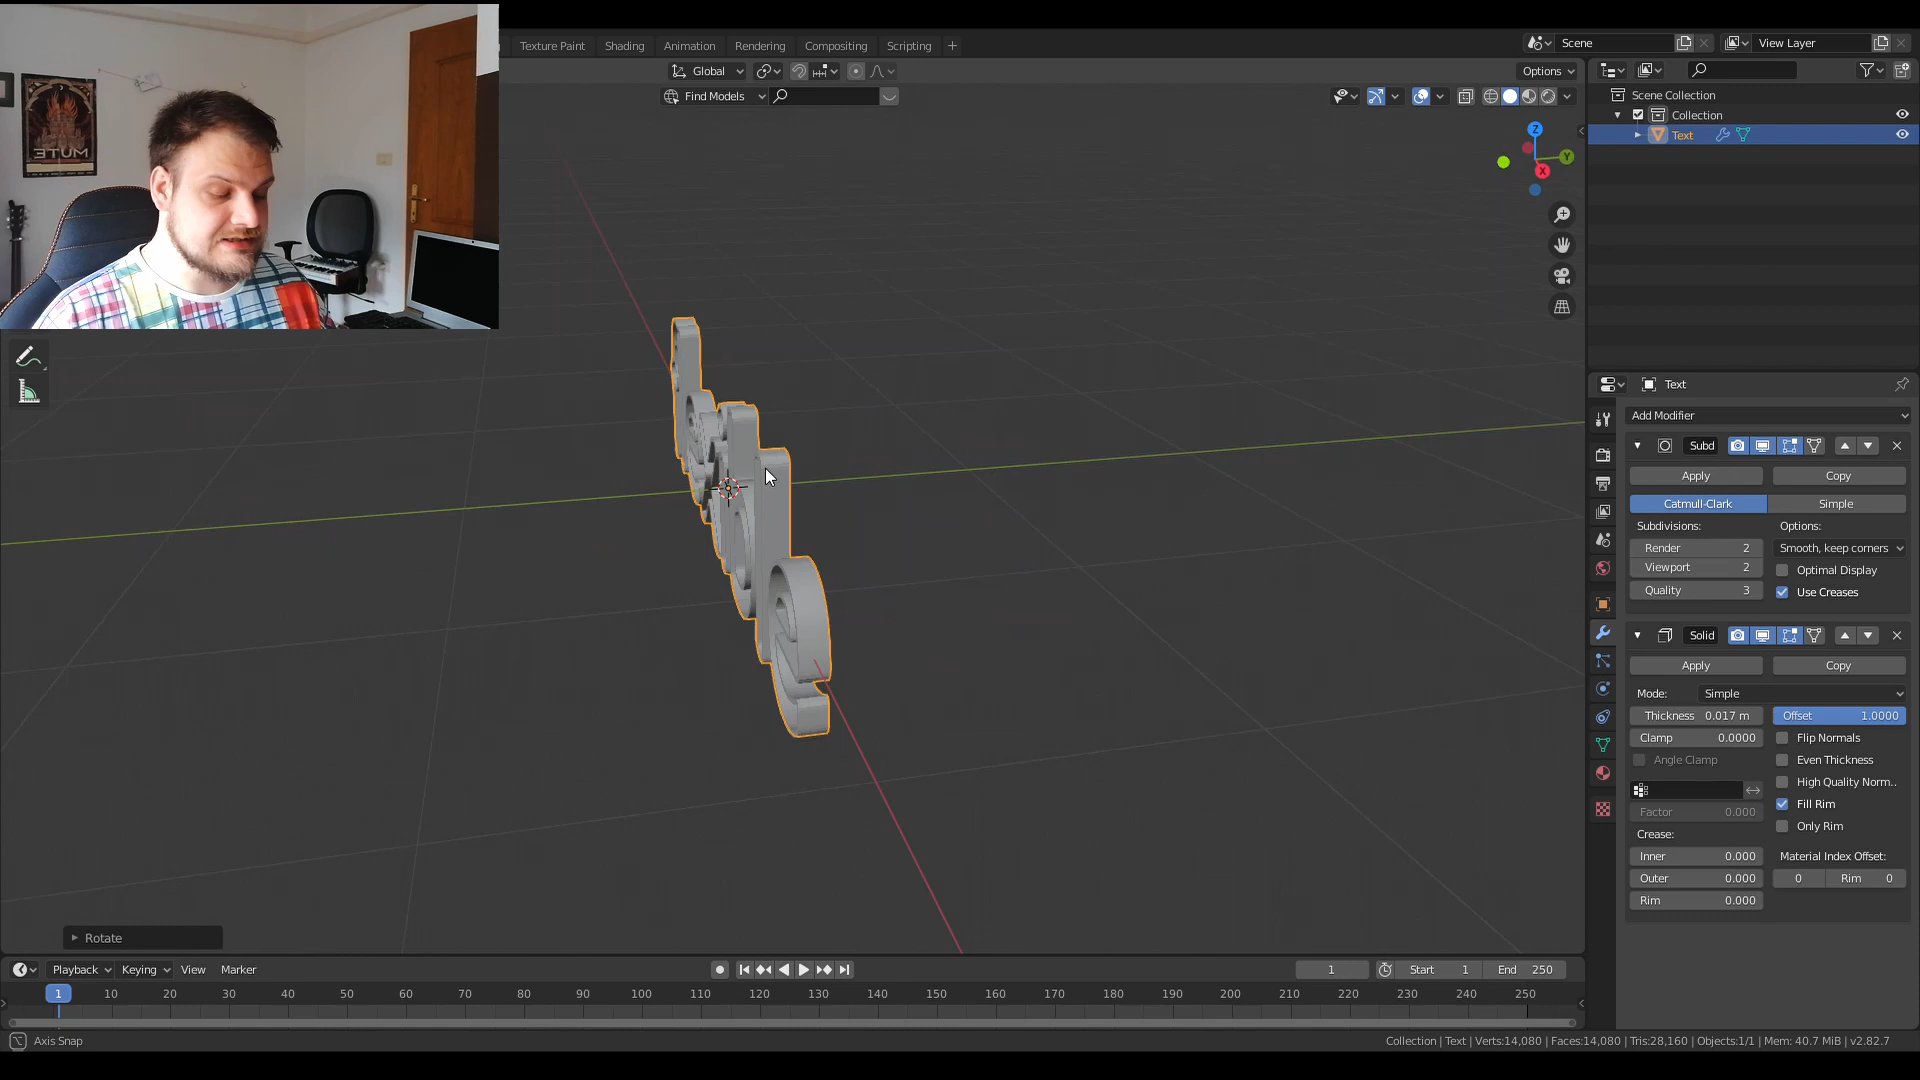 Texture Paint Shading Animation Rendering Compositing Scripting +
Scene View Layer
Global Options
Find Models
Scene Collection
Collection
Text
Z
Y
X
MUTE
Text
Add Modifier
Subd
Apply Copy
Catmull-Clark Simple
Subdivisions: Options:
Render 2 Smooth, keep corners
Viewport 2 Optimal Display
Quality 3 Use Creases
Solid
Apply Copy
Mode: Simple
Thickness 0.017 m Offset 1.0000
Clamp 0.0000 Flip Normals
Angle Clamp Even Thickness
High Quality Norm..
Fill Rim
Factor 0.000
Crease: Only Rim
Inner 0.000 Material Index Offset:
Outer 0.000 0 Rim 0
Rim 0.000
Rotate
Playback Keying View Marker
1 Start 1 End 250
1 10 20 30 40 50 60 70 80 90 100 110 120 130 140 150 160 170 180 190 200 210 220 230 240 250
Axis Snap
Collection | Text | Verts:14,080 | Faces:14,080 | Tris:28,160 | Objects:1/1 | Mem: 40.7 MiB | v2.82.7